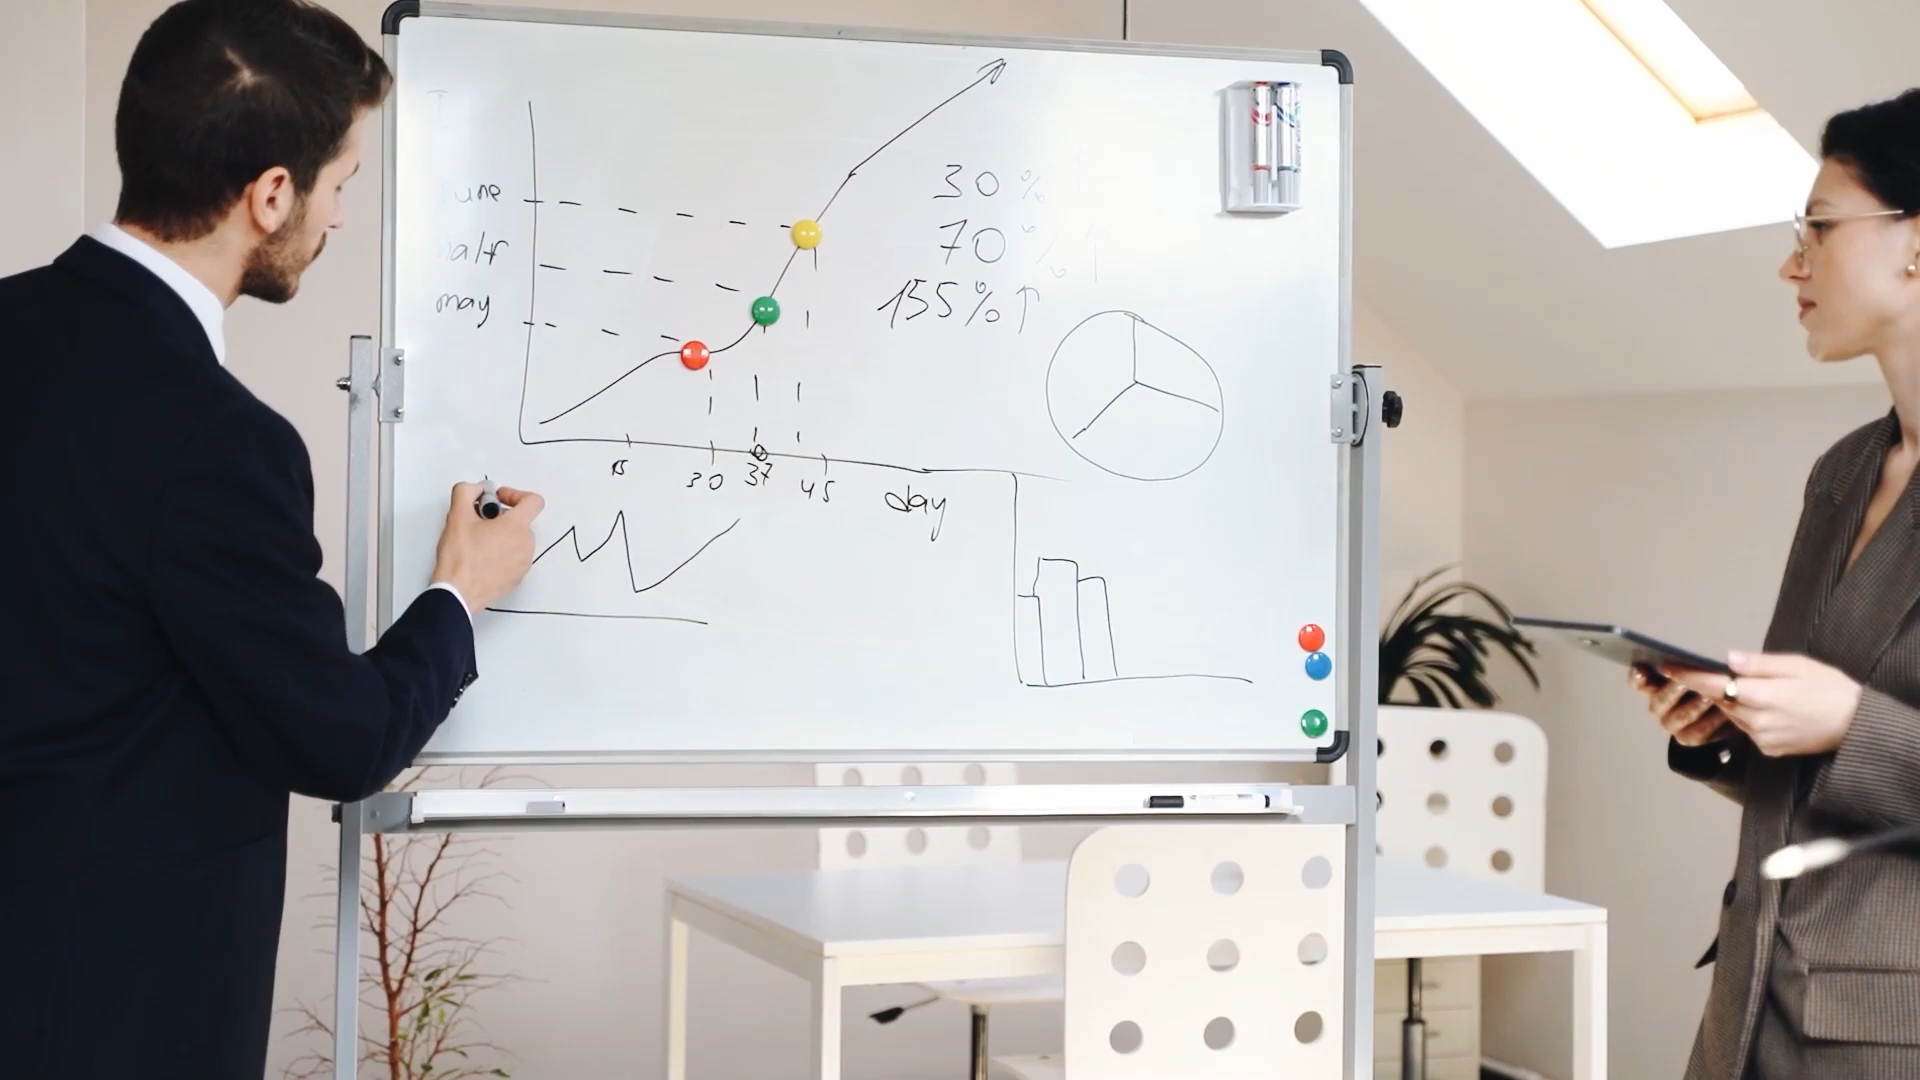 une
30 %
half
70 % ↑
may
155% ↑
15 30 37 45 day